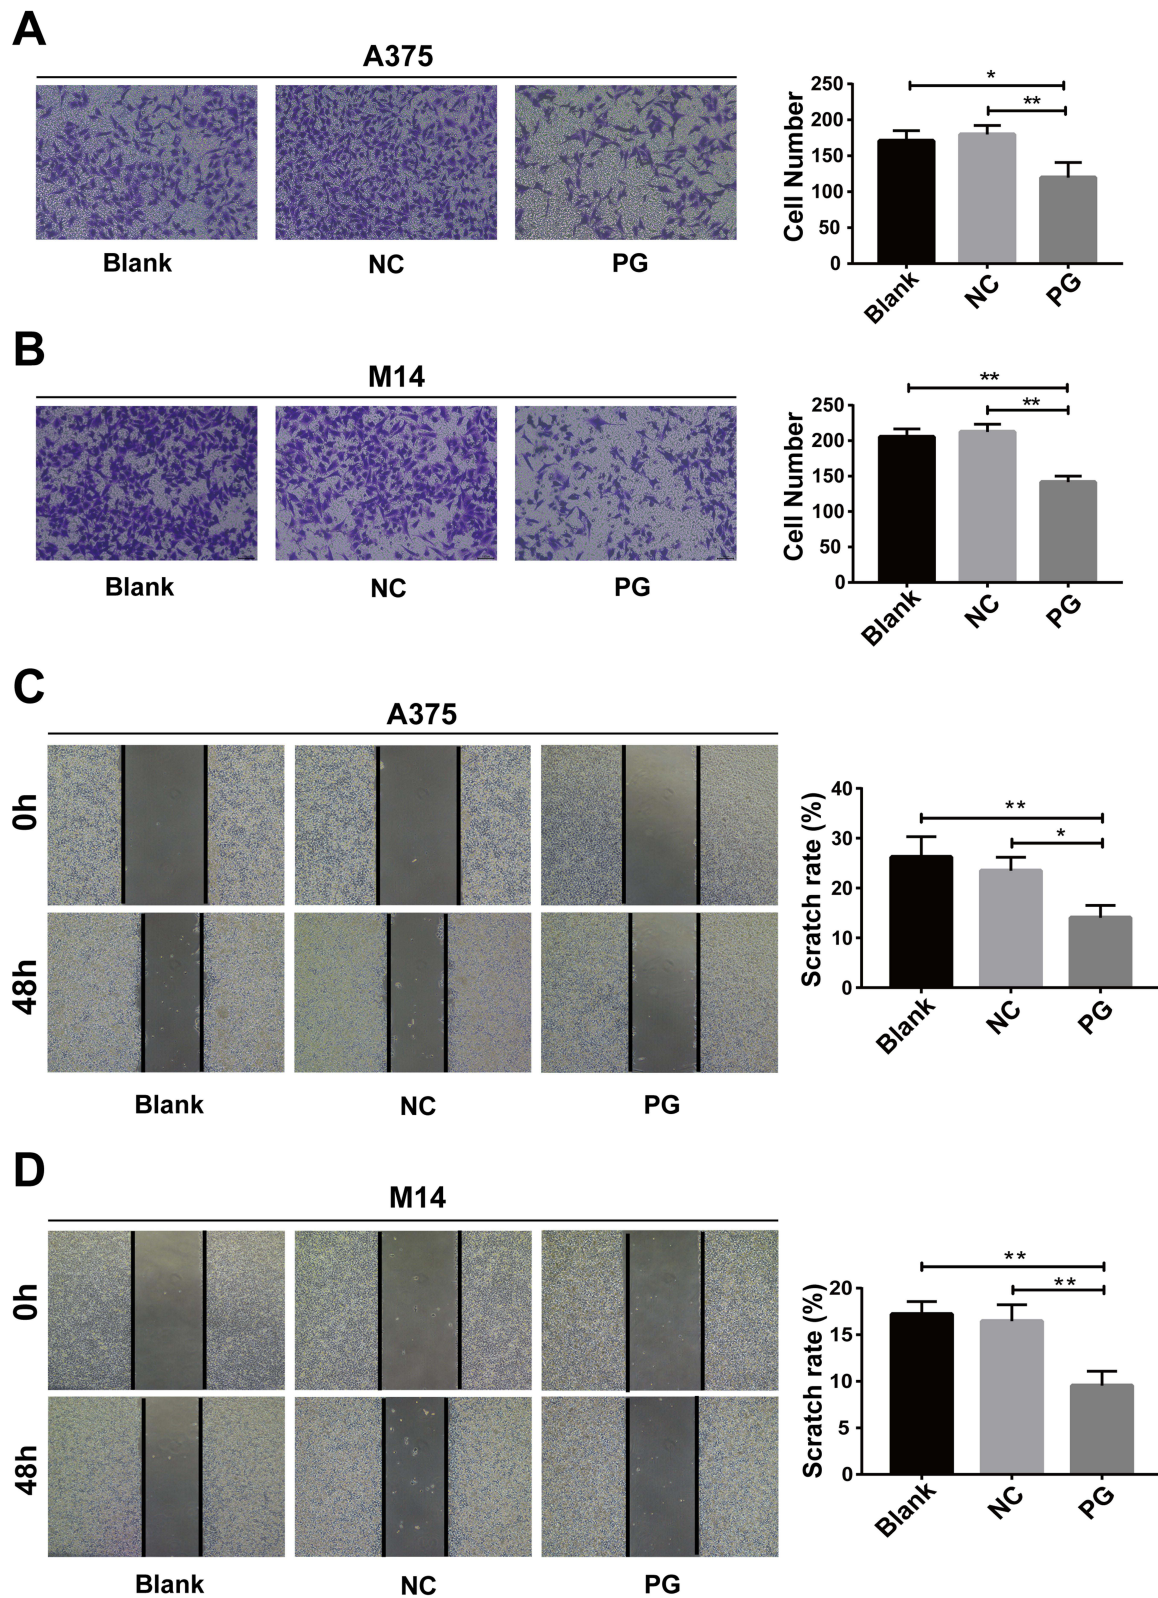 A
A375
Blank
NC
PG
Cell Number
250
200
150
100
50
0
*
**
Blank
NC
PG
B
M14
Blank
NC
PG
Cell Number
250
200
150
100
50
0
**
**
Blank
NC
PG
C
A375
0h
48h
Blank
NC
PG
Scratch rate (%)
40
30
20
10
0
**
*
Blank
NC
PG
D
M14
0h
48h
Blank
NC
PG
Scratch rate (%)
20
15
10
5
0
**
**
Blank
NC
PG